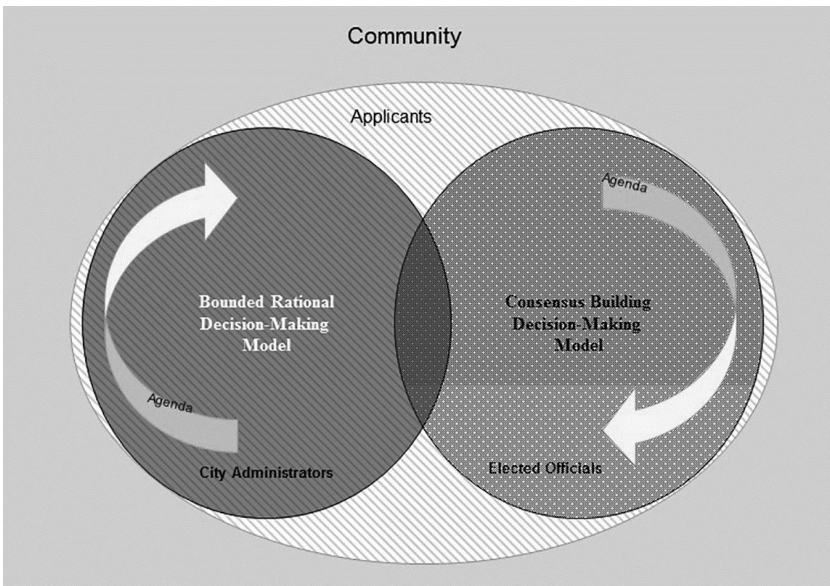 Community
Applicants
Agenda
Bounded Rational
Decision-Making
Model
Consensus Building
Decision-Making
Model
Agenda
City Administrators
Elected Officials